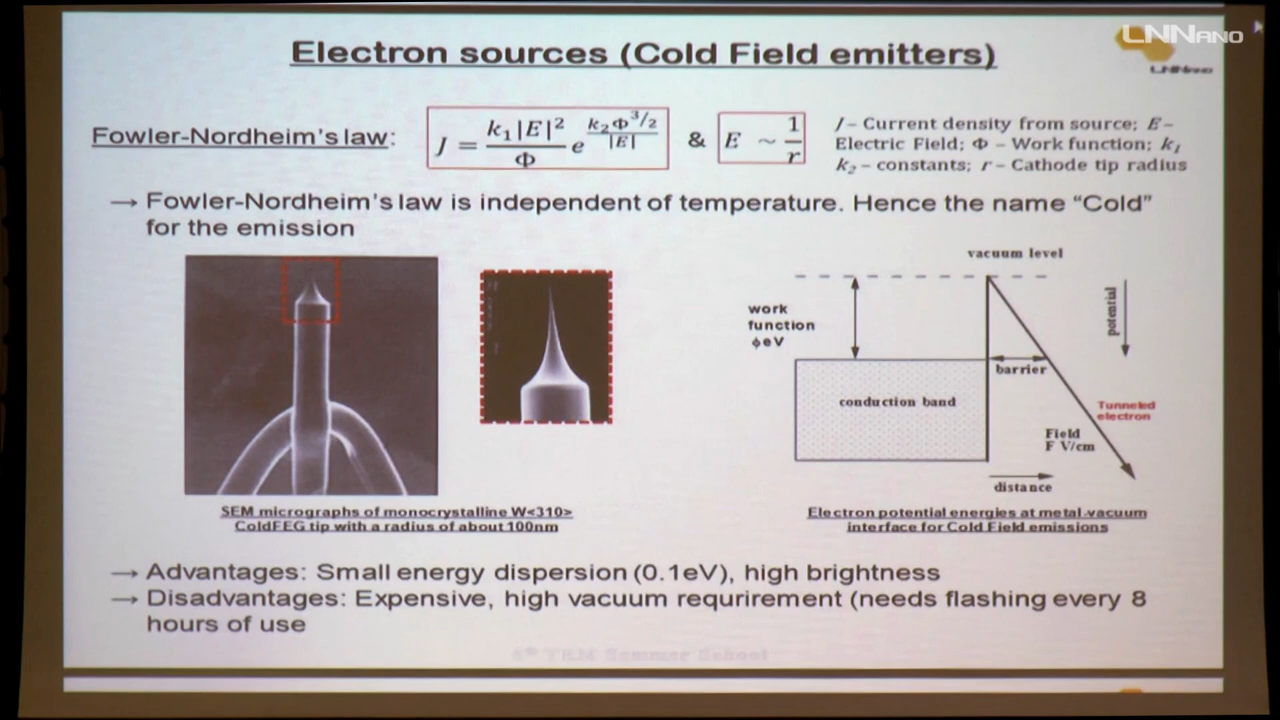 LNNANO
LNNano
Electron sources (Cold Field emitters)
Fowler-Nordheim's law: J = k₁|E|²/Φ e^(k₂Φ^(3/2)/|E|) & E ~ 1/r
J – Current density from source; E –
Electric Field; Φ – Work function; k₁
k₂ – constants; r – Cathode tip radius
→ Fowler-Nordheim's law is independent of temperature. Hence the name “Cold”
for the emission
vacuum level
work
function
ϕeV
potential
barrier
conduction band
Tunneled
electron
Field
F V/cm
distance
SEM micrographs of monocrystalline W<310>
ColdFEG tip with a radius of about 100nm
Electron potential energies at metal-vacuum
interface for Cold Field emissions
→ Advantages: Small energy dispersion (0.1eV), high brightness
→ Disadvantages: Expensive, high vacuum requrirement (needs flashing every 8
hours of use
TEM Summer School